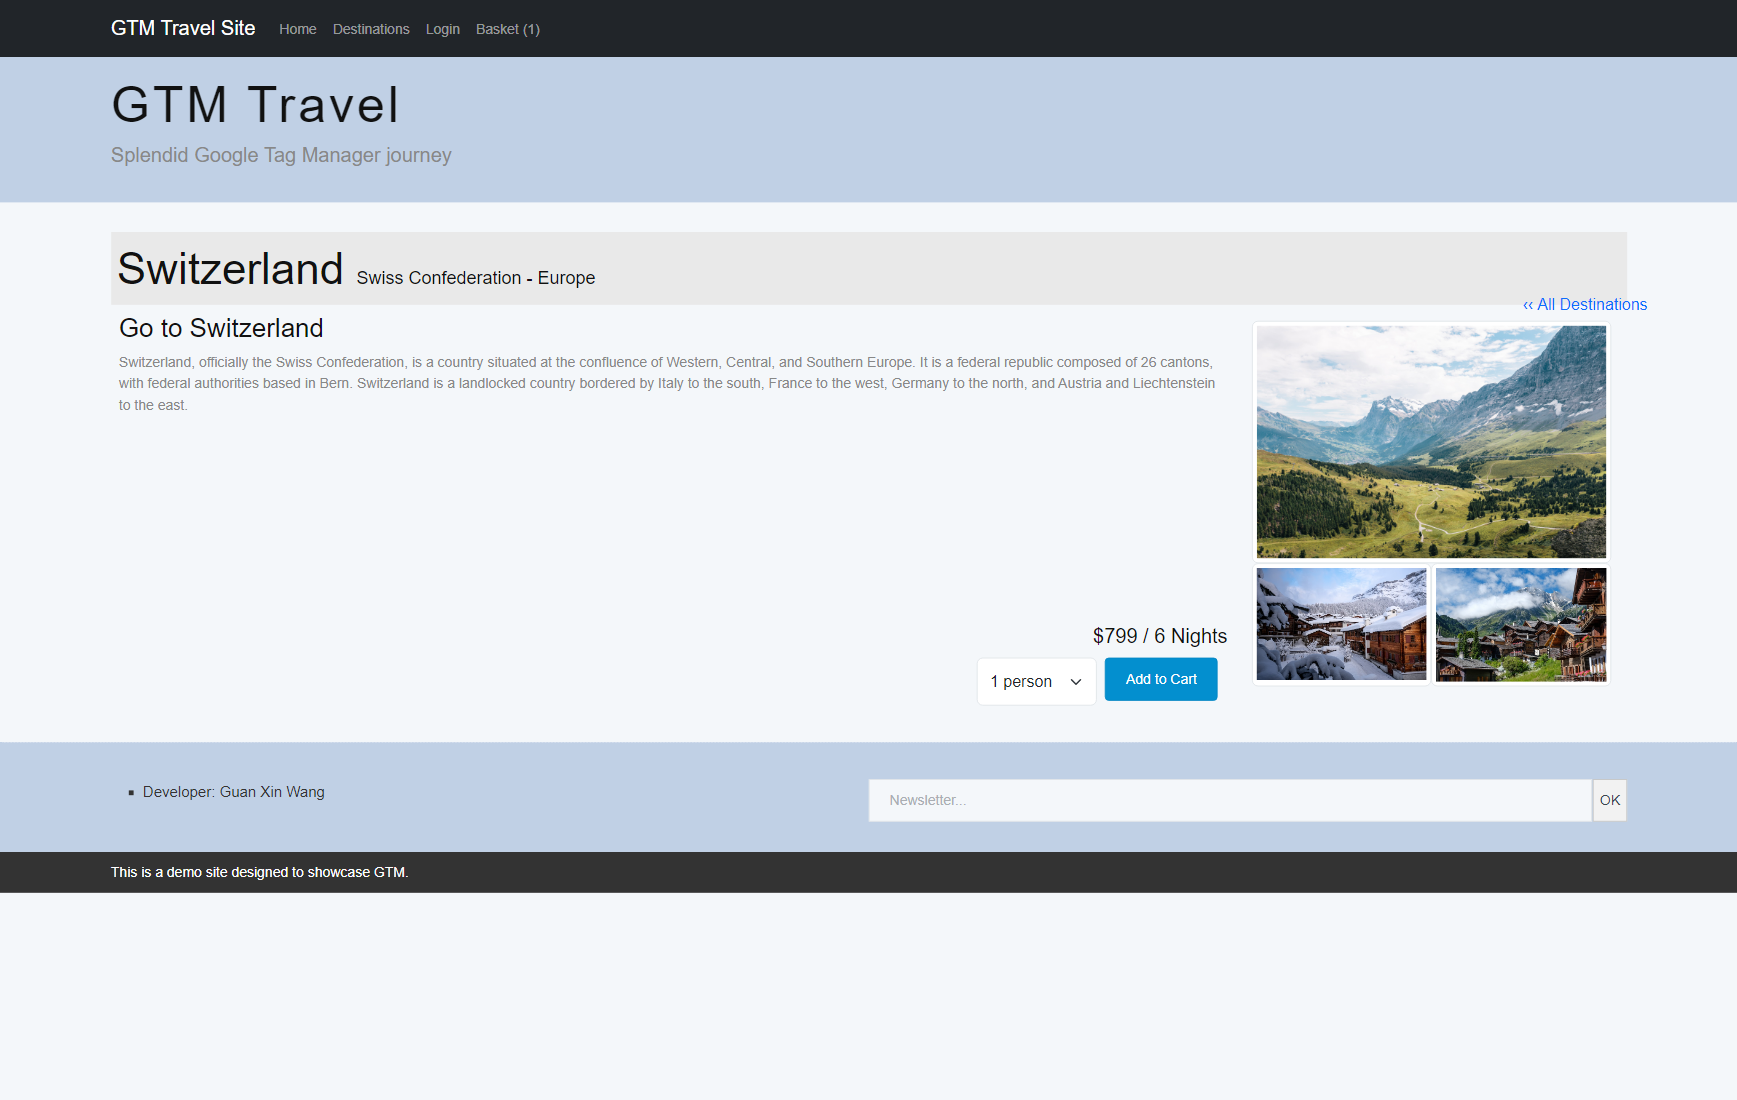 GTM Travel Site Home Destinations Login Basket (1)
GTM Travel
Splendid Google Tag Manager journey
Switzerland Swiss Confederation - Europe
‹‹ All Destinations
Go to Switzerland
Switzerland, officially the Swiss Confederation, is a country situated at the confluence of Western, Central, and Southern Europe. It is a federal republic composed of 26 cantons,
with federal authorities based in Bern. Switzerland is a landlocked country bordered by Italy to the south, France to the west, Germany to the north, and Austria and Liechtenstein
to the east.
$799 / 6 Nights
1 person Add to Cart
Developer: Guan Xin Wang
Newsletter... OK
This is a demo site designed to showcase GTM.